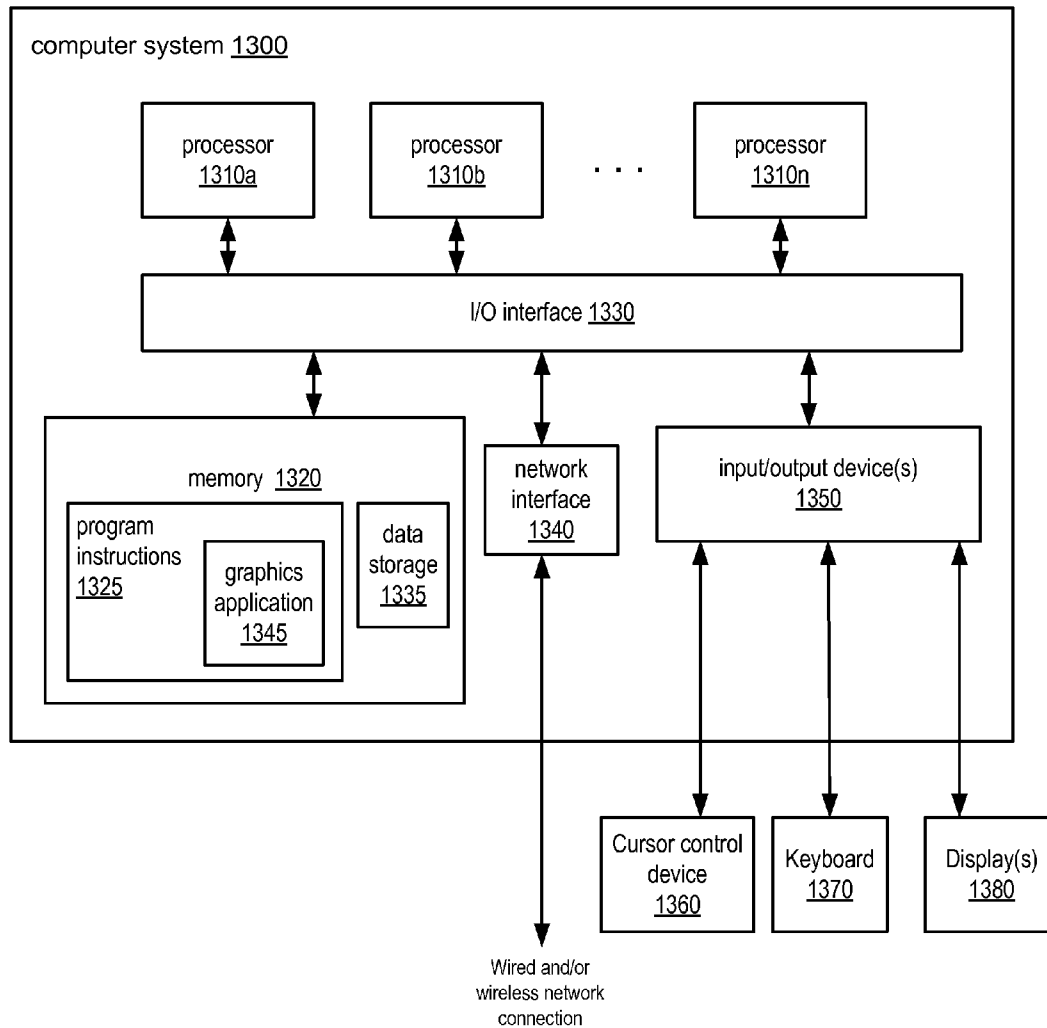 computer system 1300
processor
1310a
processor
1310b
. . .
processor
1310n
I/O interface 1330
memory 1320
program
instructions
1325
graphics
application
1345
data
storage
1335
network
interface
1340
input/output device(s)
1350
Cursor control
device
1360
Keyboard
1370
Display(s)
1380
Wired and/or
wireless network
connection